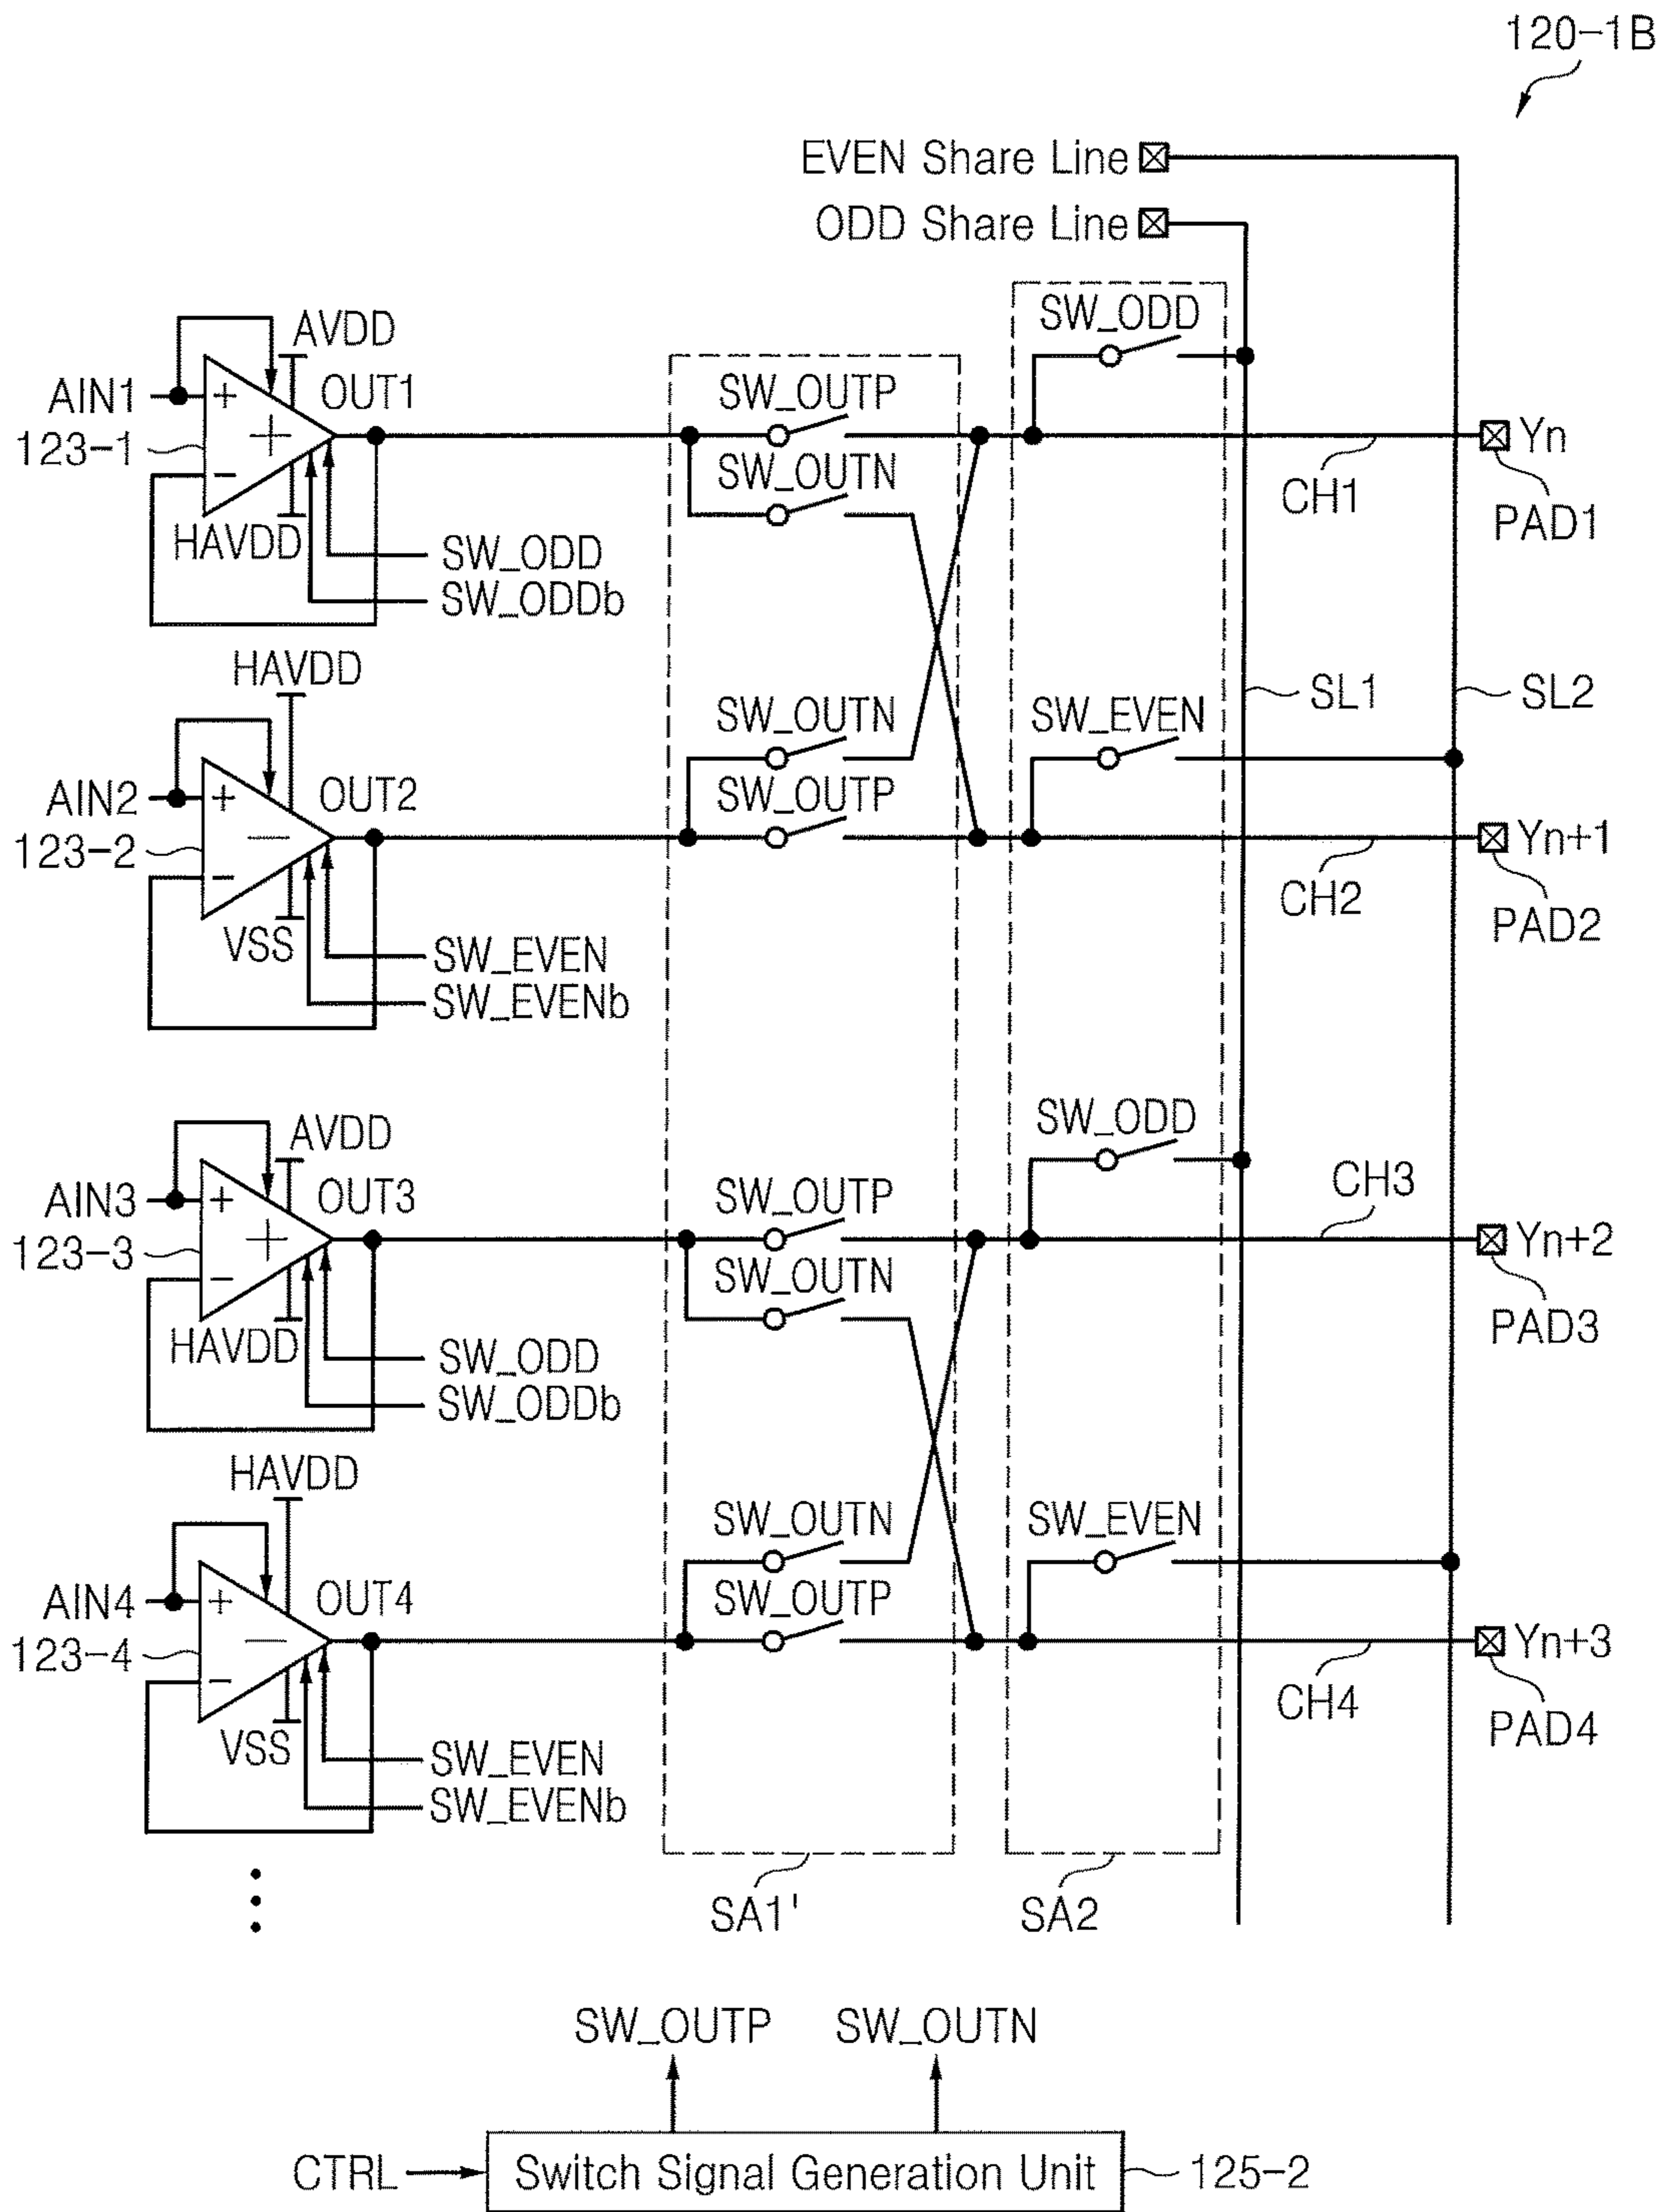 120-1B
EVEN Share Line
ODD Share Line
SW_ODD
AVDD
AIN1
+
+
OUT1
SW_OUTP
Yn
123-1
-
SW_OUTN
CH1
PAD1
HAVDD
SW_ODD
SW_ODDb
HAVDD
SL1
SL2
SW_OUTN
SW_EVEN
AIN2
+
-
OUT2
SW_OUTP
Yn+1
123-2
-
CH2
PAD2
VSS
SW_EVEN
SW_EVENb
SW_ODD
AVDD
AIN3
+
+
OUT3
SW_OUTP
CH3
Yn+2
123-3
-
SW_OUTN
PAD3
HAVDD
SW_ODD
SW_ODDb
HAVDD
SW_OUTN
SW_EVEN
AIN4
+
-
OUT4
SW_OUTP
Yn+3
123-4
-
CH4
PAD4
VSS
SW_EVEN
SW_EVENb
SA1'
SA2
SW_OUTP
SW_OUTN
CTRL
Switch Signal Generation Unit
125-2